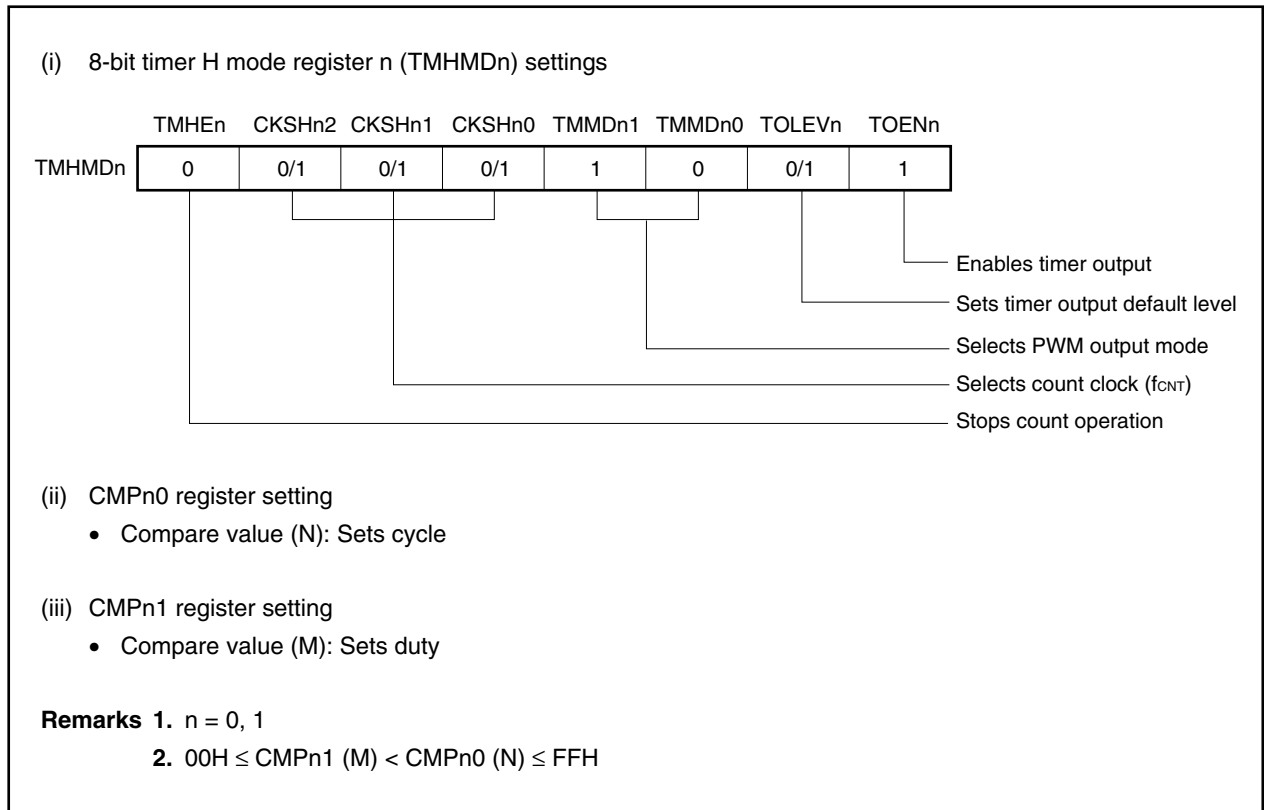 (i) 8-bit timer H mode register n (TMHMDn) settings
TMHEn CKSHn2 CKSHn1 CKSHn0 TMMDn1 TMMDn0 TOLEVn TOENn
TMHMDn 0 0/1 0/1 0/1 1 0 0/1 1
Enables timer output
Sets timer output default level
Selects PWM output mode
Selects count clock (fCNT)
Stops count operation
(ii) CMPn0 register setting
• Compare value (N): Sets cycle
(iii) CMPn1 register setting
• Compare value (M): Sets duty
Remarks 1. n = 0, 1
2. 00H ≤ CMPn1 (M) < CMPn0 (N) ≤ FFH